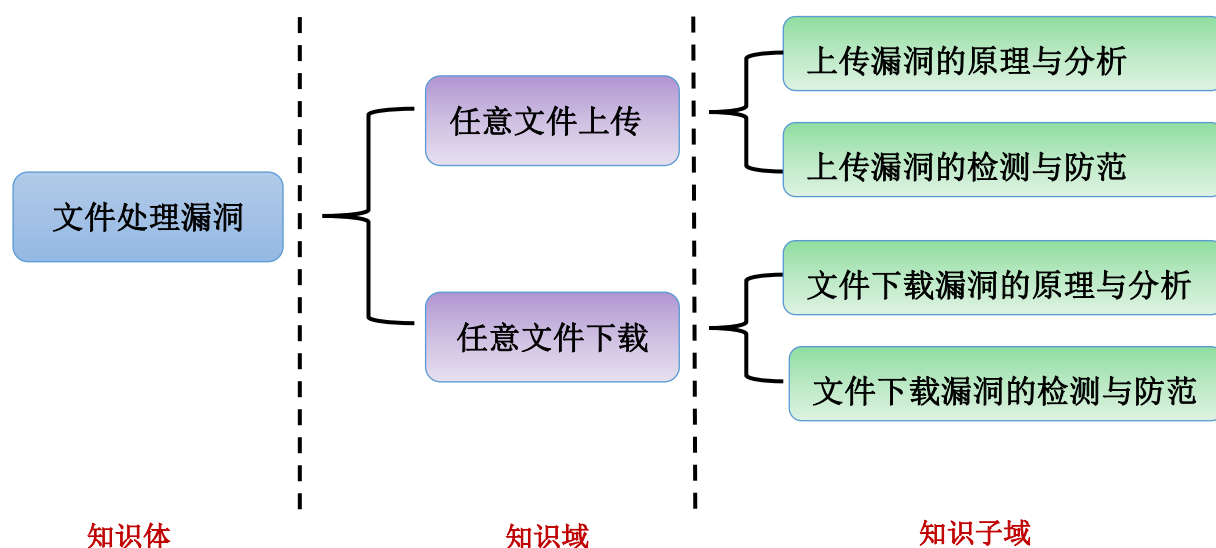 文件处理漏洞
任意文件上传
上传漏洞的原理与分析
上传漏洞的检测与防范
任意文件下载
文件下载漏洞的原理与分析
文件下载漏洞的检测与防范
知识体
知识域
知识子域